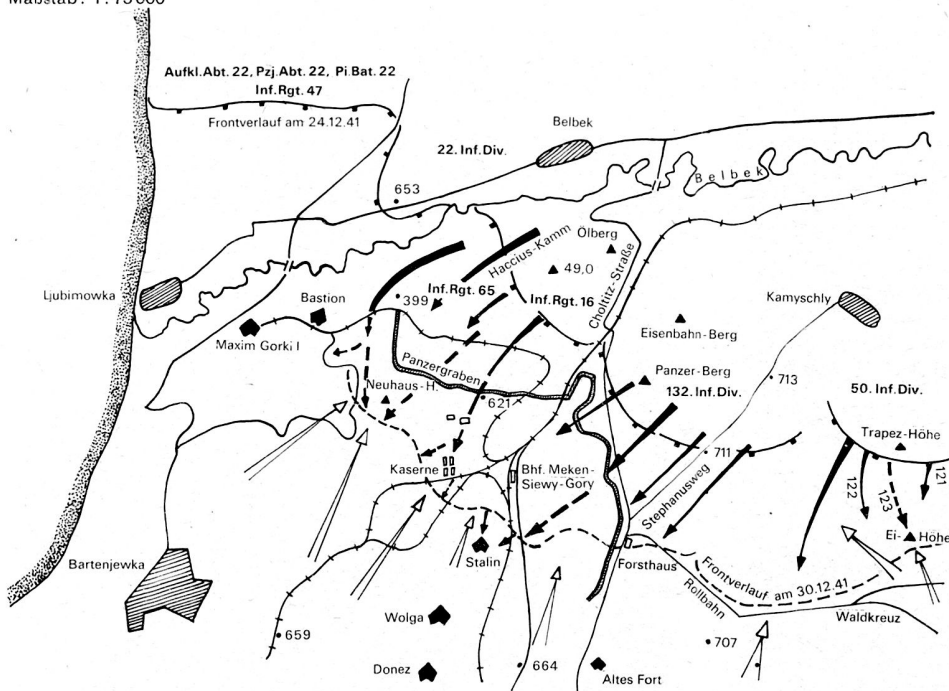 Maßstab: 1:75000
Aufkl.Abt. 22, Pzj.Abt. 22, Pi.Bat. 22
Inf.Rgt. 47
Frontverlauf am 24.12.41
Belbek
22. Inf.Div.
Belbek
653
Ölberg
Haccius-Kamm
49,0
Choltitz-Straße
Ljubimowka
Bastion
399
Inf.Rgt. 65
Inf.Rgt.16
Kamyschly
Maxim Gorki I
Eisenbahn-Berg
Panzergraben
Neuhaus-H.
Panzer-Berg
713
621
132.Inf.Div.
50.Inf.Div.
Trapez-Höhe
711
Kaserne
Bhf. Meken-
Siewy-Gory
Stephanusweg
122
123
121
Ei-Höhe
Stalin
Forsthaus
Bartenjewka
Frontverlauf am 30.12.41
Rollbahn
Waldkreuz
Wolga
659
707
Donez
664
Altes Fort